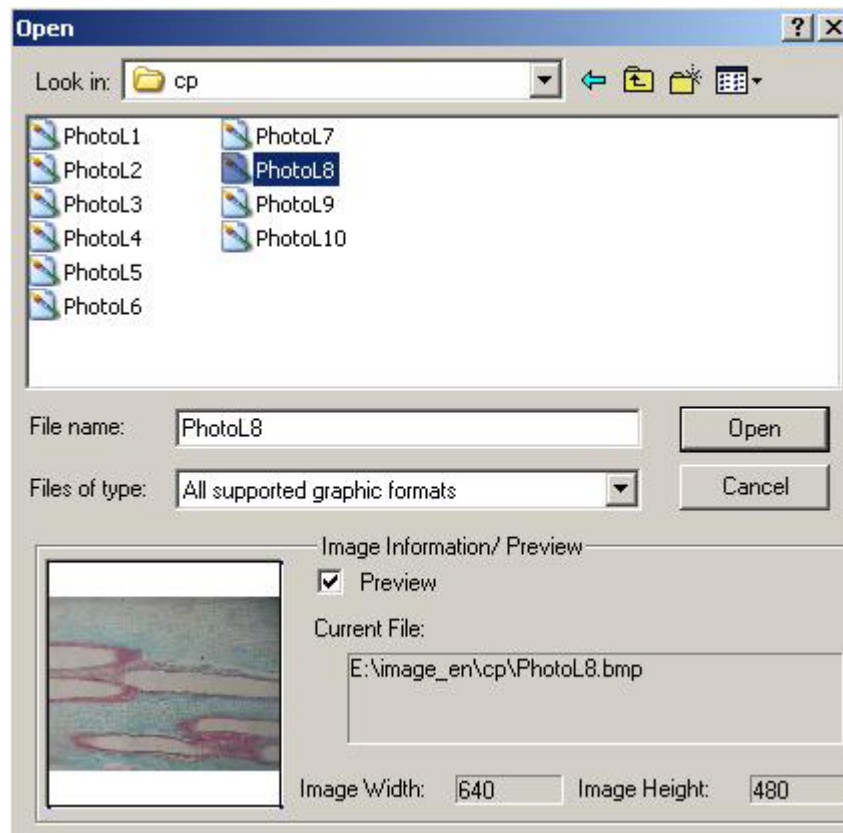 Open
Look in: cp
PhotoL1
PhotoL2
PhotoL3
PhotoL4
PhotoL5
PhotoL6
PhotoL7
PhotoL8
PhotoL9
PhotoL10
File name: PhotoL8 Open
Files of type: All supported graphic formats Cancel
Image Information/ Preview
Preview
Current File:
E:\image_en\cp\PhotoL8.bmp
Image Width: 640 Image Height: 480